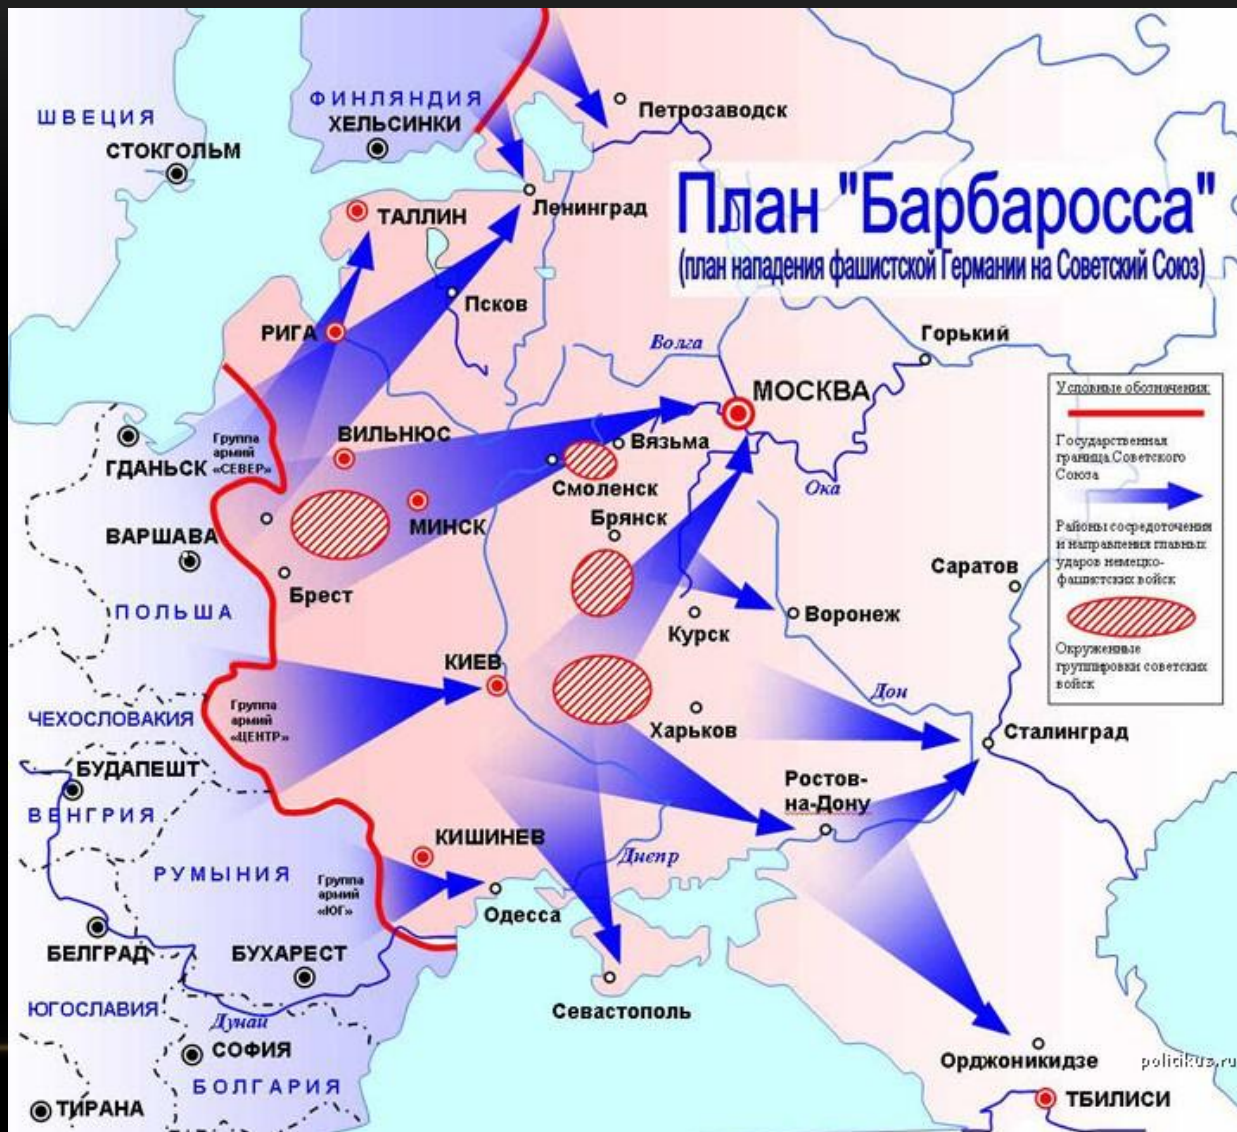 ШВЕЦИЯ
СТОКГОЛЬМ
ФИНЛЯНДИЯ
ХЕЛЬСИНКИ
Петрозаводск
План "Барбаросса"
(план нападения фашистской Германии на Советский Союз)
ТАЛЛИН
Ленинград
Псков
РИГА
Волга
Горький
МОСКВА
Условные обозначения:
Государственная
граница Советского
Союза
Районы сосредоточения
и направления главных
ударов немецко-
фашистских войск
Окруженные
группировки советских
войск
ГДАНЬСК
Группа
армий
«СЕВЕР»
ВИЛЬНЮС
Вязьма
Смоленск
Ока
МИНСК
Брянск
ВАРШАВА
Брест
ПОЛЬША
Саратов
Курск
Воронеж
КИЕВ
Дон
ЧЕХОСЛОВАКИЯ
Группа
армий
«ЦЕНТР»
Харьков
Сталинград
БУДАПЕШТ
ВЕНГРИЯ
Ростов-
на-Дону
КИШИНЕВ
Днепр
РУМЫНИЯ
Группа
армий
«ЮГ»
Одесса
БЕЛГРАД
БУХАРЕСТ
Севастополь
ЮГОСЛАВИЯ
Дунай
СОФИЯ
БОЛГАРИЯ
Орджоникидзе
politikus.ru
ТИРАНА
ТБИЛИСИ